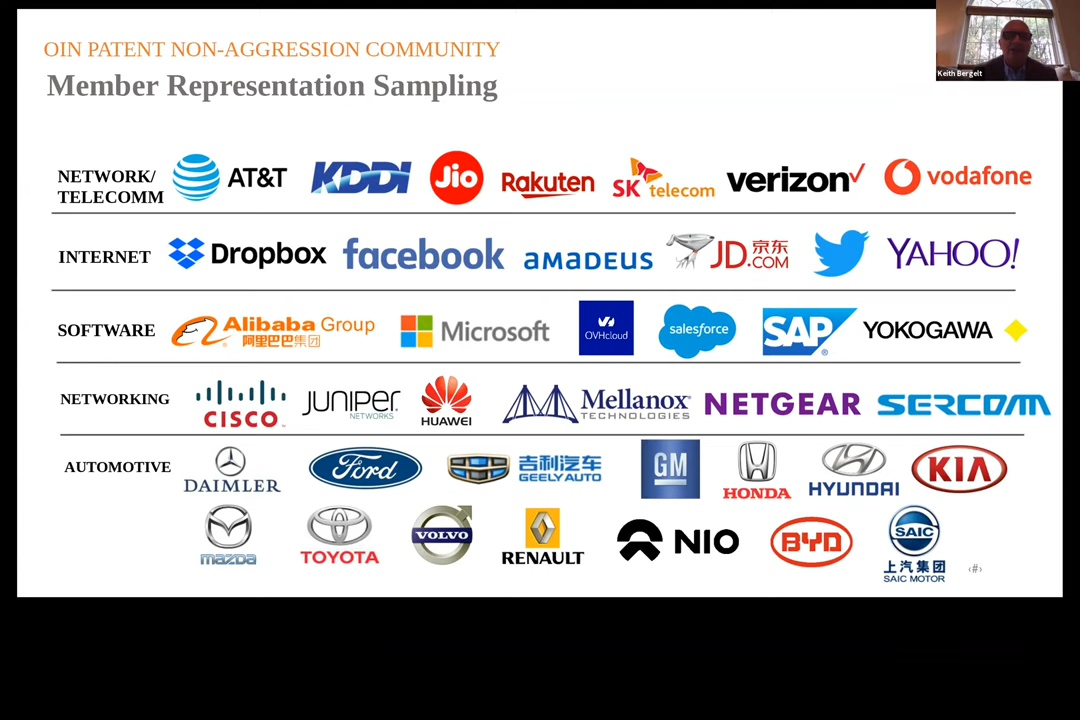 OIN PATENT NON-AGGRESSION COMMUNITY
Member Representation Sampling
Keith Bergelt
NETWORK/
TELECOMM
AT&T
KDDI
Jio
Rakuten
SK telecom
verizon✓
vodafone
INTERNET
Dropbox
facebook
amadeus
JD.京东
.COM
YAHOO!
SOFTWARE
Alibaba Group
阿里巴巴集团
Microsoft
OVHcloud
salesforce
SAP
YOKOGAWA
NETWORKING
CISCO
JUNIPER
NETWORKS
HUAWEI
Mellanox
TECHNOLOGIES
NETGEAR
SERCOMM
AUTOMOTIVE
DAIMLER
Ford
吉利汽车
GEELY AUTO
GM
HONDA
HYUNDAI
KIA
mazda
TOYOTA
VOLVO
RENAULT
NIO
BYD
SAIC
上汽集团
SAIC MOTOR
‹#›